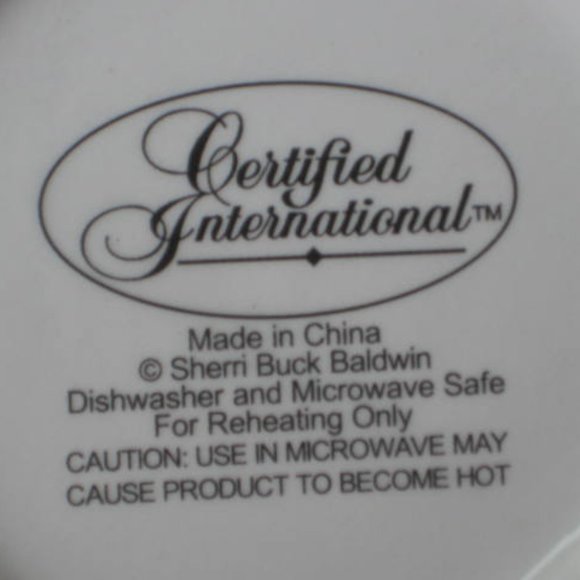 Certified
International™
Made in China
© Sherri Buck Baldwin
Dishwasher and Microwave Safe
For Reheating Only
CAUTION: USE IN MICROWAVE MAY
CAUSE PRODUCT TO BECOME HOT